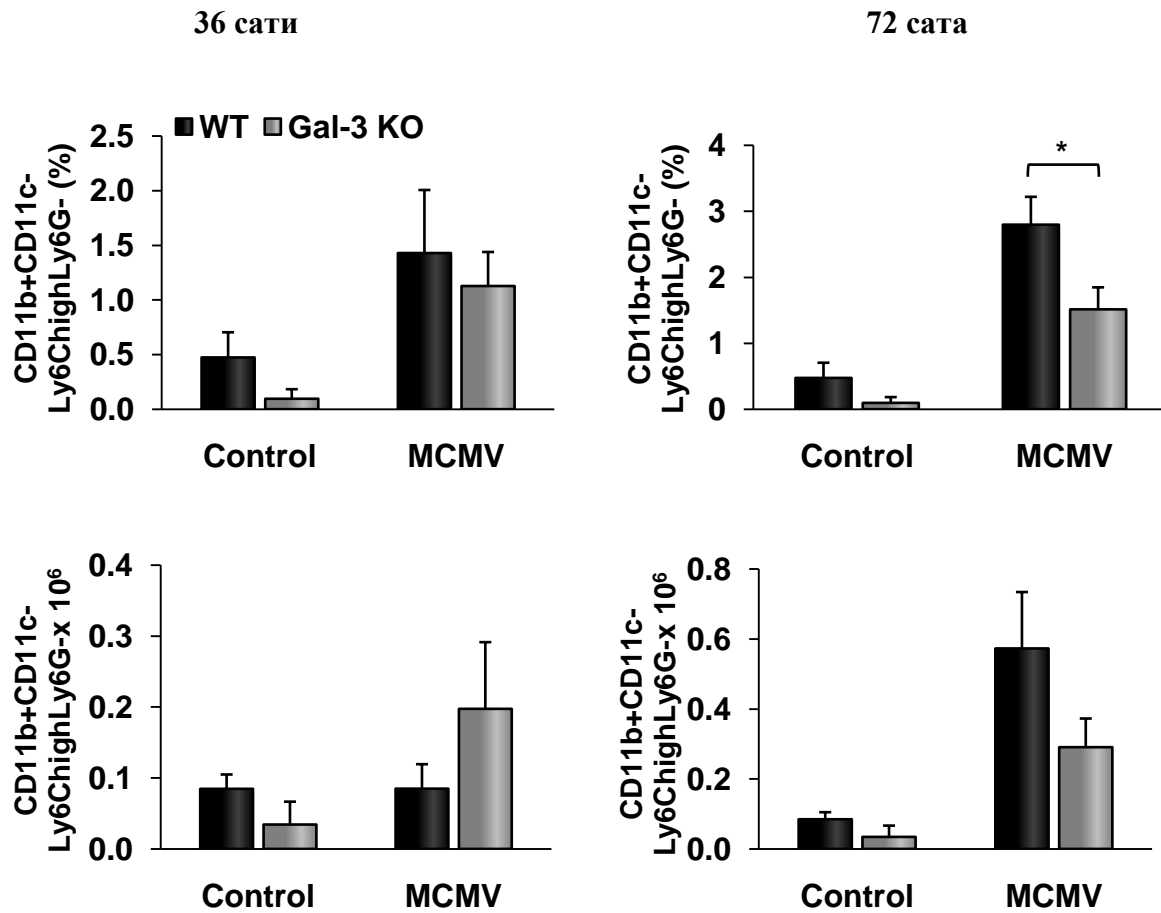 36 сати
72 сата
WT Gal-3 KO
CD11b+CD11c-
Ly6ChighLy6G- (%)
2.5
2.0
1.5
1.0
0.5
0.0
Control MCMV
CD11b+CD11c-
Ly6ChighLy6G- (%)
4
3
2
1
0
*
Control MCMV
CD11b+CD11c-
Ly6ChighLy6G-x 10⁶
0.4
0.3
0.2
0.1
0.0
Control MCMV
CD11b+CD11c-
Ly6ChighLy6G-x 10⁶
0.8
0.6
0.4
0.2
0.0
Control MCMV